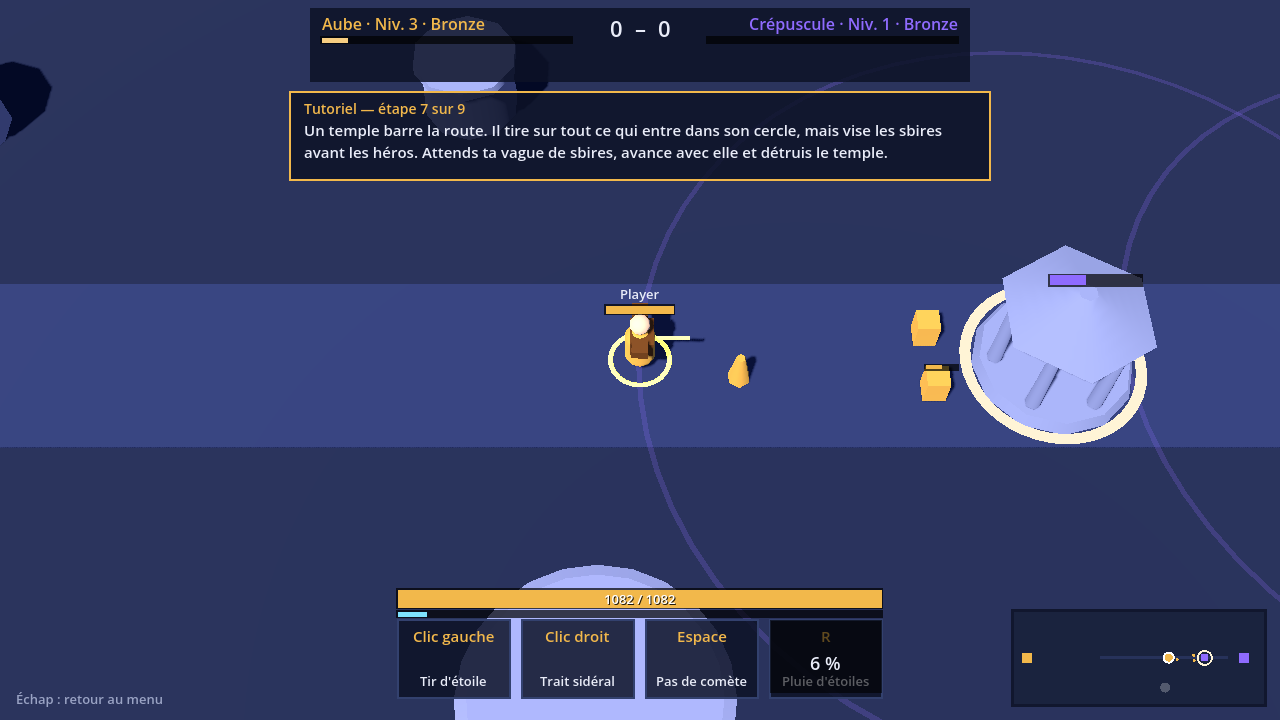 Aube · Niv. 3 · Bronze
0 – 0
Crépuscule · Niv. 1 · Bronze
Tutoriel — étape 7 sur 9
Un temple barre la route. Il tire sur tout ce qui entre dans son cercle, mais vise les sbires
avant les héros. Attends ta vague de sbires, avance avec elle et détruis le temple.
Player
1082 / 1082
Clic gauche
Tir d'étoile
Clic droit
Trait sidéral
Espace
Pas de comète
R
6 %
Pluie d'étoiles
Échap : retour au menu